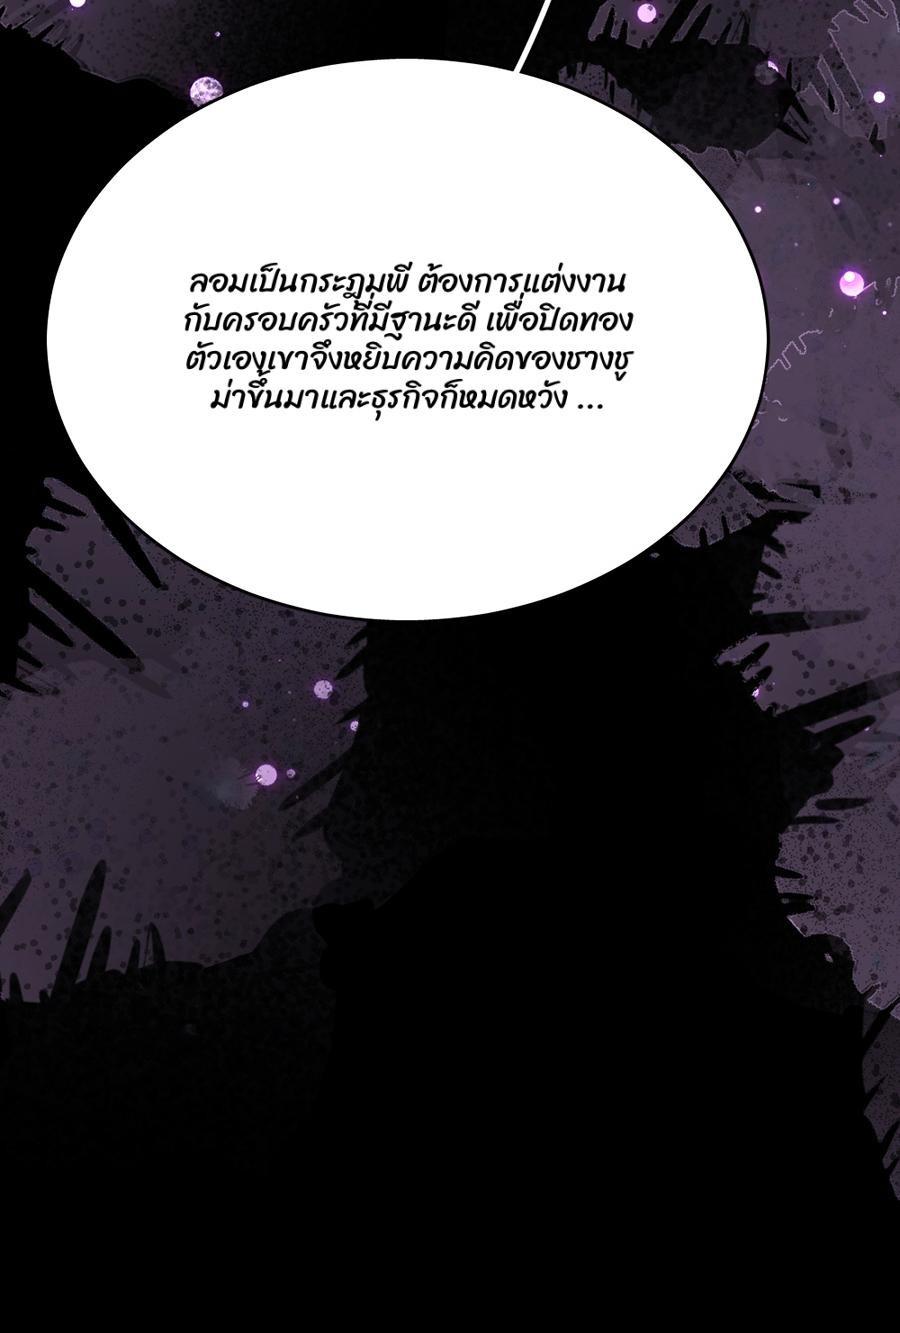 ลอมเป็นกระฎุมพี ต้องการแต่งงาน
กับครอบครัวที่มีฐานะดี เพื่อปิดทอง
ตัวเองเขาจึงหยิบความคิดของชางชู
ม่าขึ้นมาและธุรกิจก็หมดหวัง ...